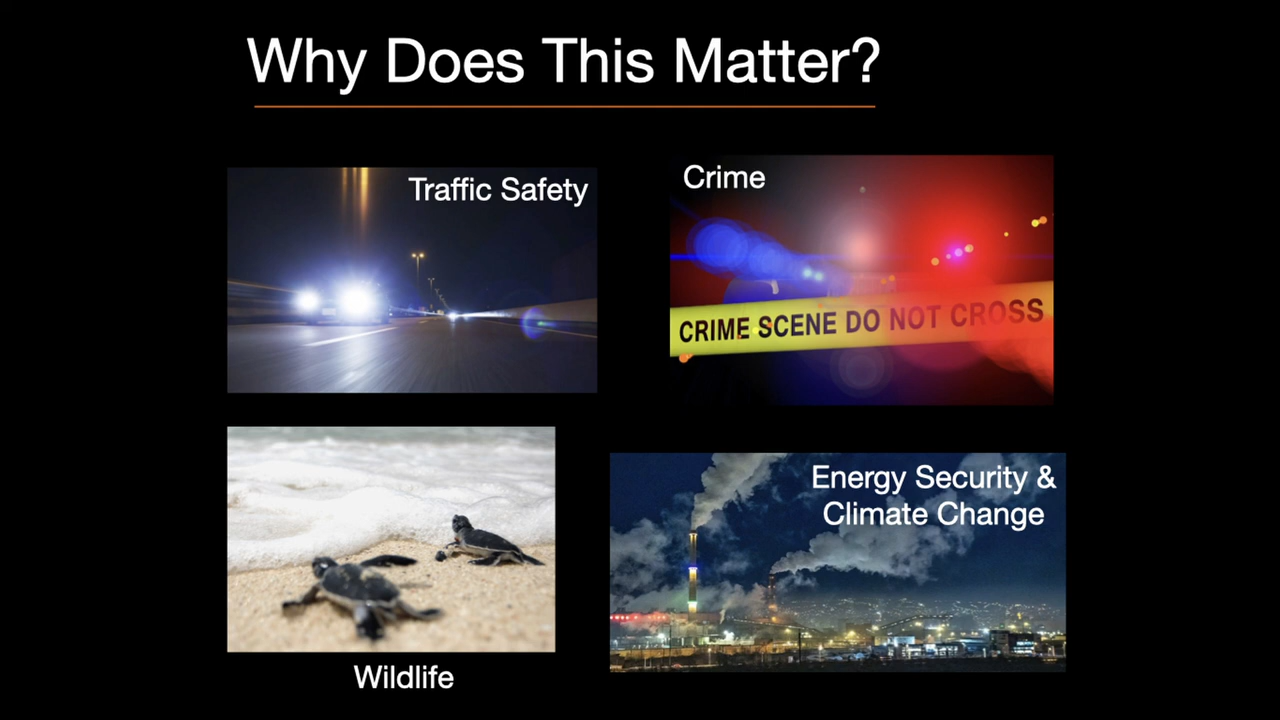 Why Does This Matter?
Traffic Safety
Crime
CRIME SCENE DO NOT CROSS
Wildlife
Energy Security &
Climate Change